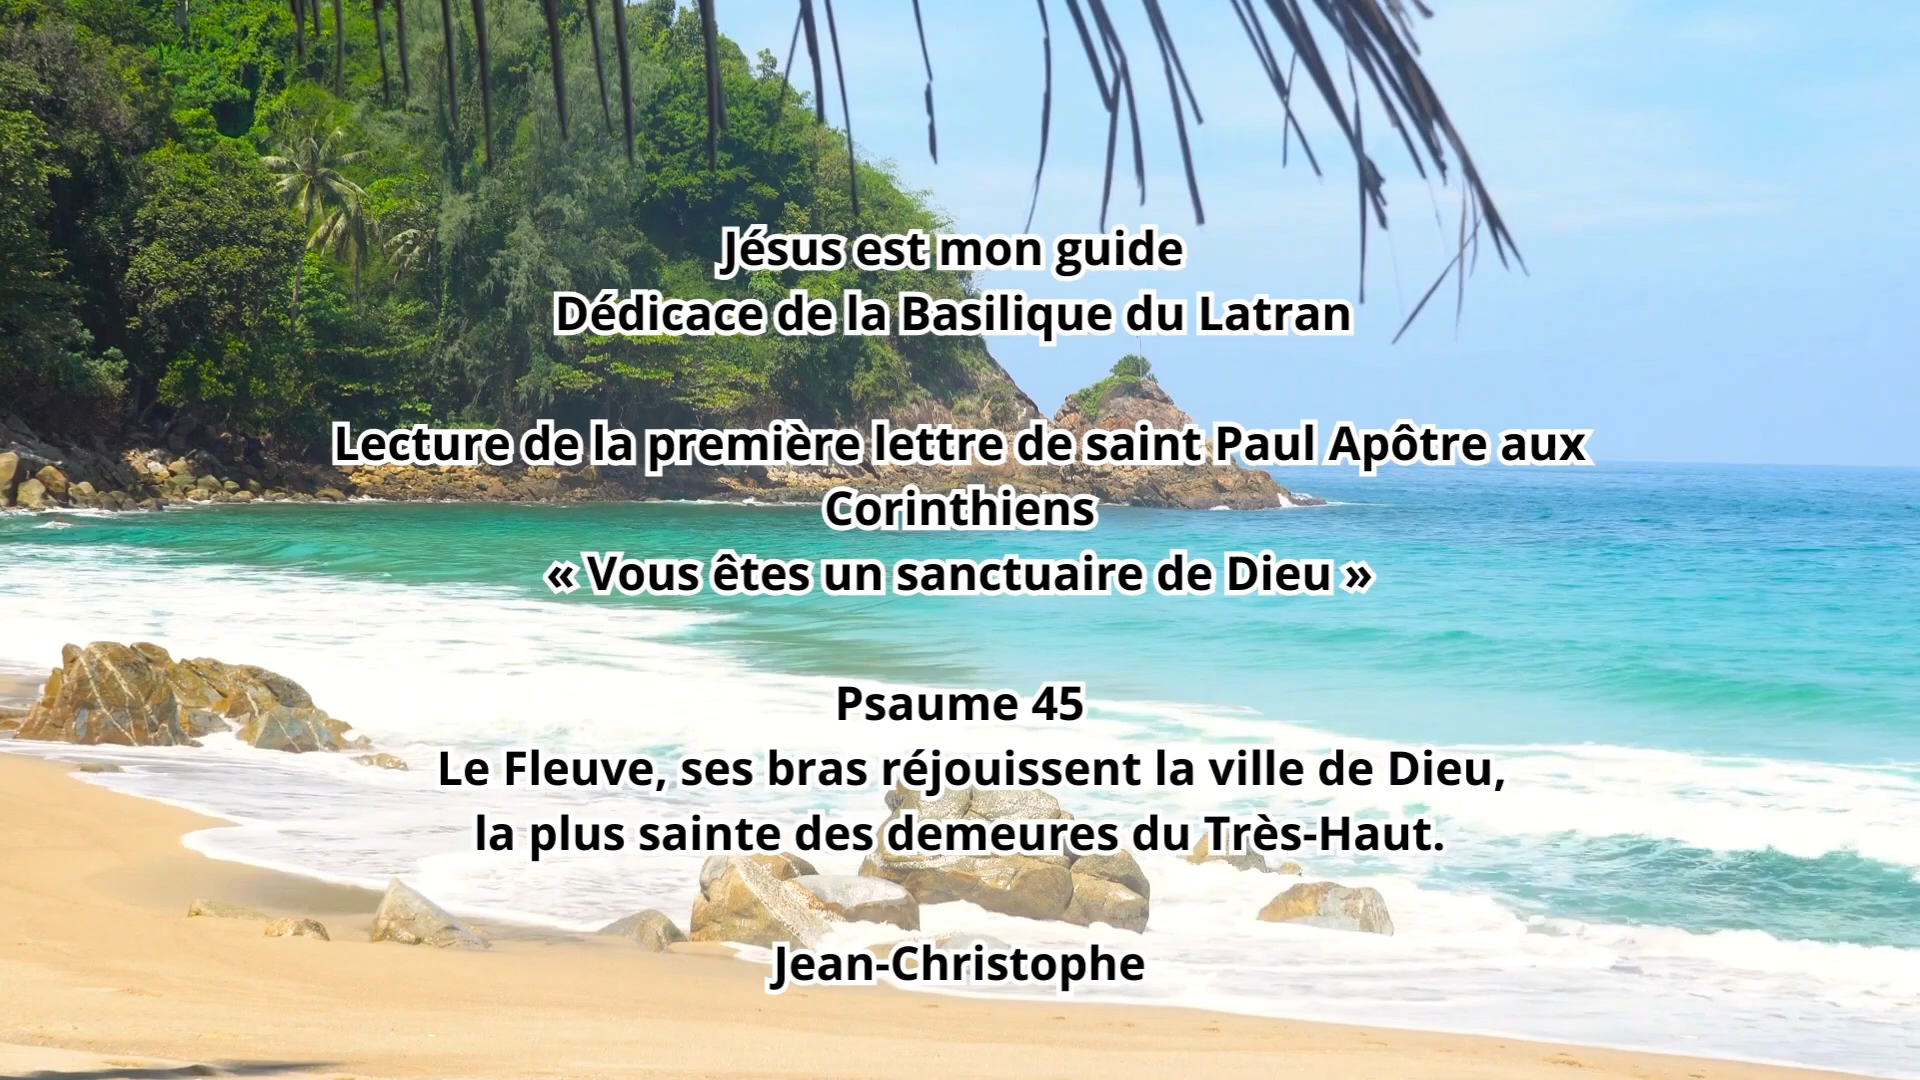 Jésus est mon guide
Dédicace de la Basilique du Latran
Lecture de la première lettre de saint Paul Apôtre aux
Corinthiens
« Vous êtes un sanctuaire de Dieu »
Psaume 45
Le Fleuve, ses bras réjouissent la ville de Dieu,
la plus sainte des demeures du Très-Haut.
Jean-Christophe